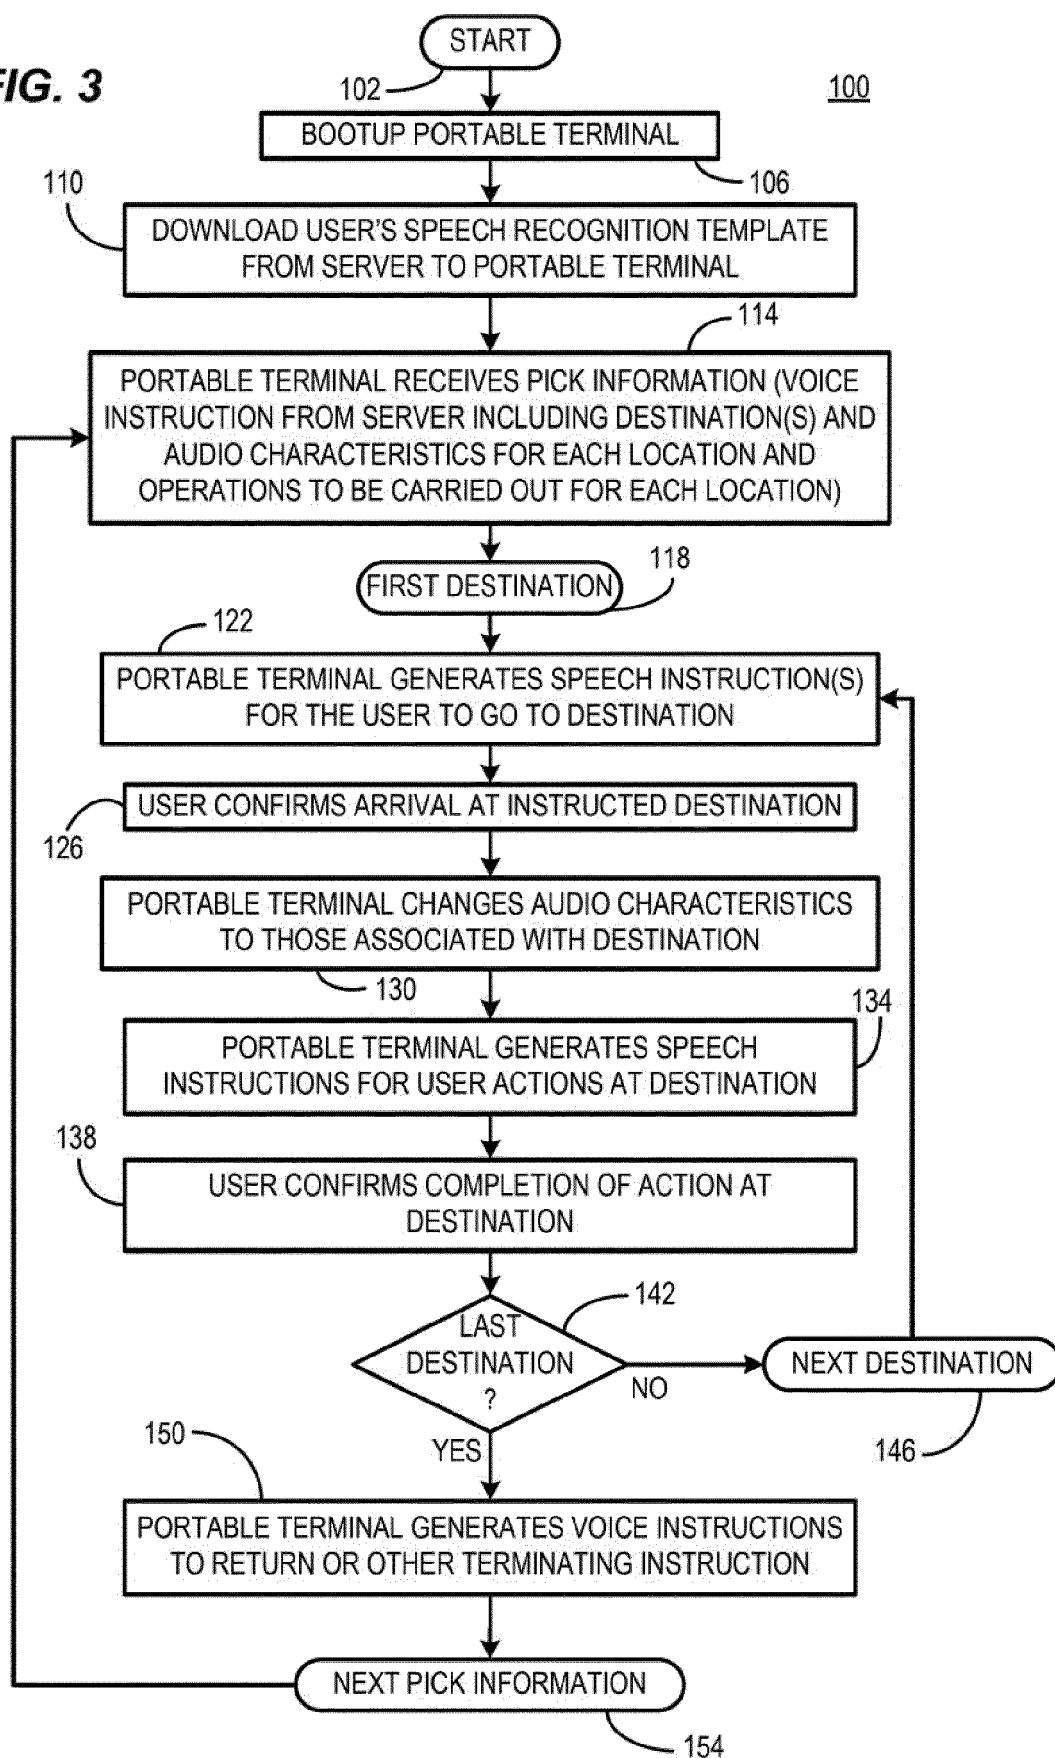 FIG. 3
START
102
100
BOOTUP PORTABLE TERMINAL
106
110
DOWNLOAD USER'S SPEECH RECOGNITION TEMPLATE
FROM SERVER TO PORTABLE TERMINAL
114
PORTABLE TERMINAL RECEIVES PICK INFORMATION (VOICE
INSTRUCTION FROM SERVER INCLUDING DESTINATION(S) AND
AUDIO CHARACTERISTICS FOR EACH LOCATION AND
OPERATIONS TO BE CARRIED OUT FOR EACH LOCATION)
FIRST DESTINATION
118
122
PORTABLE TERMINAL GENERATES SPEECH INSTRUCTION(S)
FOR THE USER TO GO TO DESTINATION
USER CONFIRMS ARRIVAL AT INSTRUCTED DESTINATION
126
PORTABLE TERMINAL CHANGES AUDIO CHARACTERISTICS
TO THOSE ASSOCIATED WITH DESTINATION
130
134
PORTABLE TERMINAL GENERATES SPEECH
INSTRUCTIONS FOR USER ACTIONS AT DESTINATION
138
USER CONFIRMS COMPLETION OF ACTION AT
DESTINATION
142
LAST
DESTINATION
?
NO
NEXT DESTINATION
146
YES
150
PORTABLE TERMINAL GENERATES VOICE INSTRUCTIONS
TO RETURN OR OTHER TERMINATING INSTRUCTION
NEXT PICK INFORMATION
154